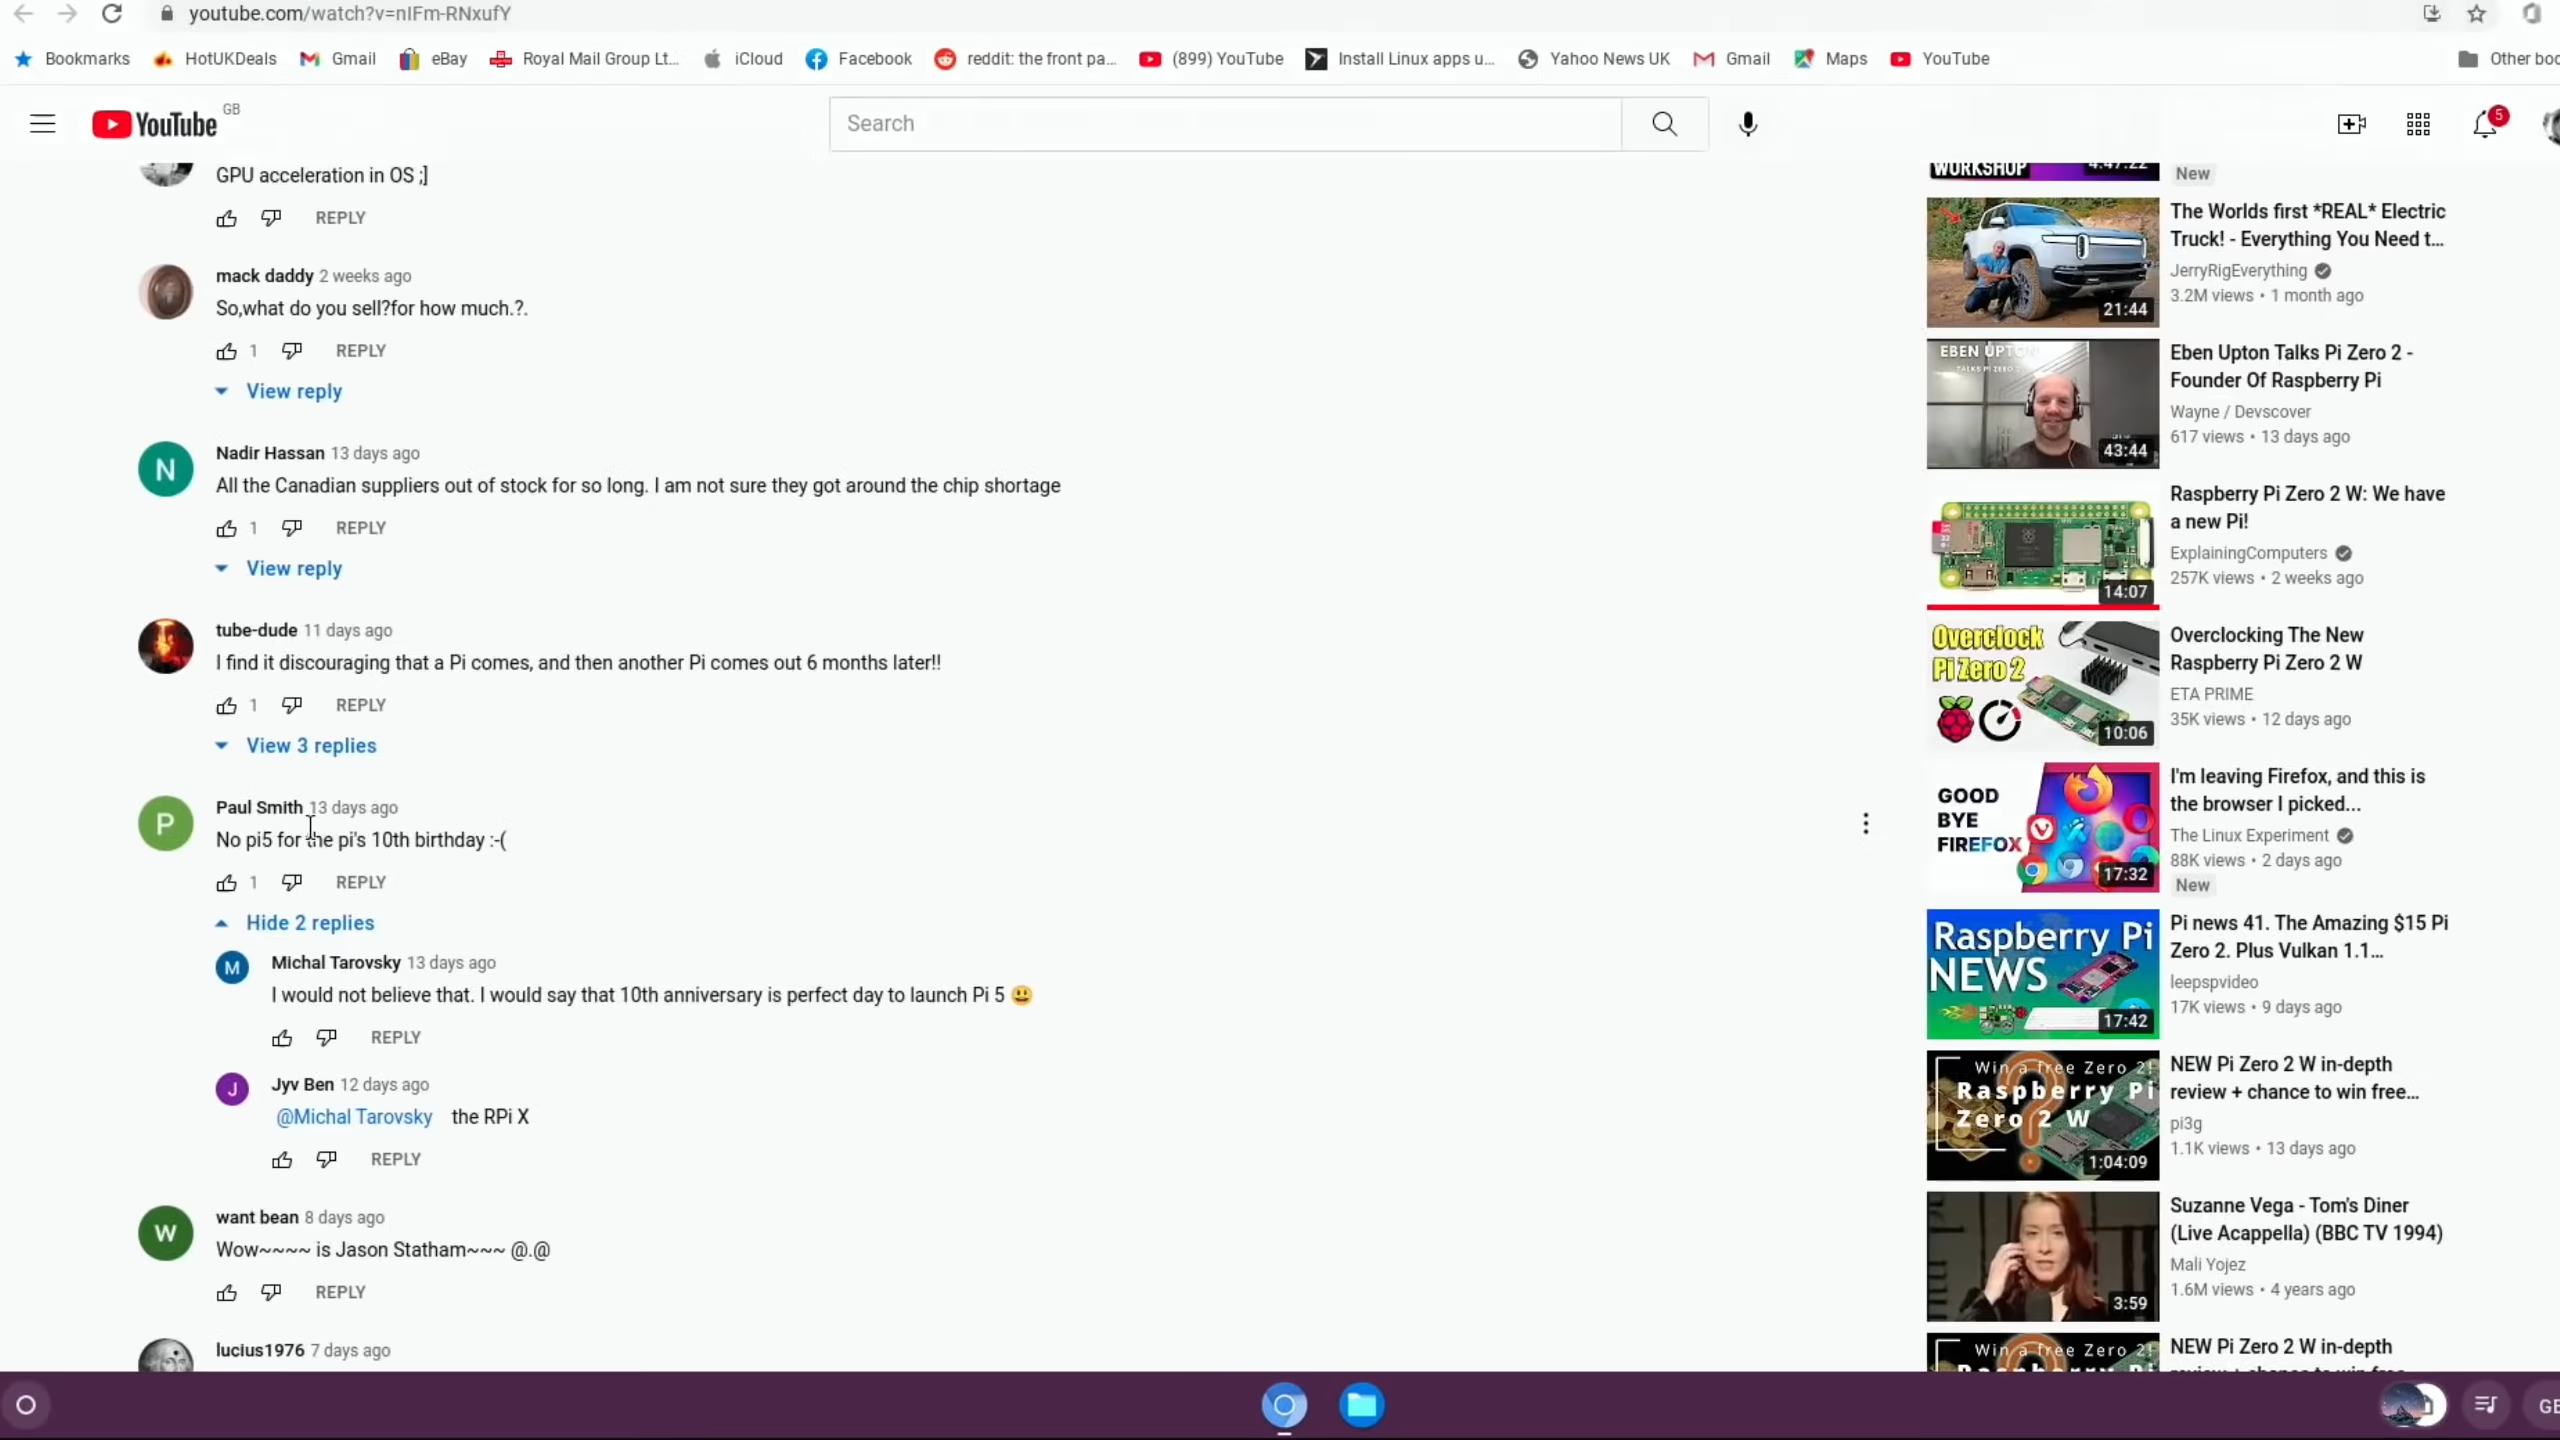 youtube.com/watch?v=nIFm-RNxufY
Bookmarks HotUKDeals Gmail eBay Royal Mail Group Lt... iCloud Facebook reddit: the front pa... (899) YouTube Install Linux apps u... Yahoo News UK Gmail Maps YouTube Other boo
YouTube GB
Search
5
GPU acceleration in OS ;]
REPLY
mack daddy 2 weeks ago
So,what do you sell?for how much.?.
1 REPLY
View reply
Nadir Hassan 13 days ago
All the Canadian suppliers out of stock for so long. I am not sure they got around the chip shortage
1 REPLY
View reply
tube-dude 11 days ago
I find it discouraging that a Pi comes, and then another Pi comes out 6 months later!!
1 REPLY
View 3 replies
Paul Smith 13 days ago
No pi5 for the pi's 10th birthday :-(
1 REPLY
Hide 2 replies
Michal Tarovsky 13 days ago
I would not believe that. I would say that 10th anniversary is perfect day to launch Pi 5 😃
REPLY
Jyv Ben 12 days ago
@Michal Tarovsky the RPi X
REPLY
want bean 8 days ago
Wow~~~~ is Jason Statham~~~ @.@
REPLY
lucius1976 7 days ago
N
P
M
J
W
WORKSHOP
4:47:22
New
The Worlds first *REAL* Electric
Truck! - Everything You Need t...
JerryRigEverything
3.2M views • 1 month ago
21:44
EBEN UPTON
TALKS PI ZERO 2
43:44
Eben Upton Talks Pi Zero 2 -
Founder Of Raspberry Pi
Wayne / Devscover
617 views • 13 days ago
14:07
Raspberry Pi Zero 2 W: We have
a new Pi!
ExplainingComputers
257K views • 2 weeks ago
Overclock
Pi Zero 2
10:06
Overclocking The New
Raspberry Pi Zero 2 W
ETA PRIME
35K views • 12 days ago
GOOD
BYE
FIREFOX
17:32
I'm leaving Firefox, and this is
the browser I picked...
The Linux Experiment
88K views • 2 days ago
New
Raspberry Pi
NEWS
17:42
Pi news 41. The Amazing $15 Pi
Zero 2. Plus Vulkan 1.1...
leepspvideo
17K views • 9 days ago
Win a free Zero 2!
Raspberry Pi
Zero 2 W
1:04:09
NEW Pi Zero 2 W in-depth
review + chance to win free...
pi3g
1.1K views • 13 days ago
3:59
Suzanne Vega - Tom's Diner
(Live Acappella) (BBC TV 1994)
Mali Yojez
1.6M views • 4 years ago
Win a free Zero 2!
Raspberry Pi
NEW Pi Zero 2 W in-depth
review + chance to win free...